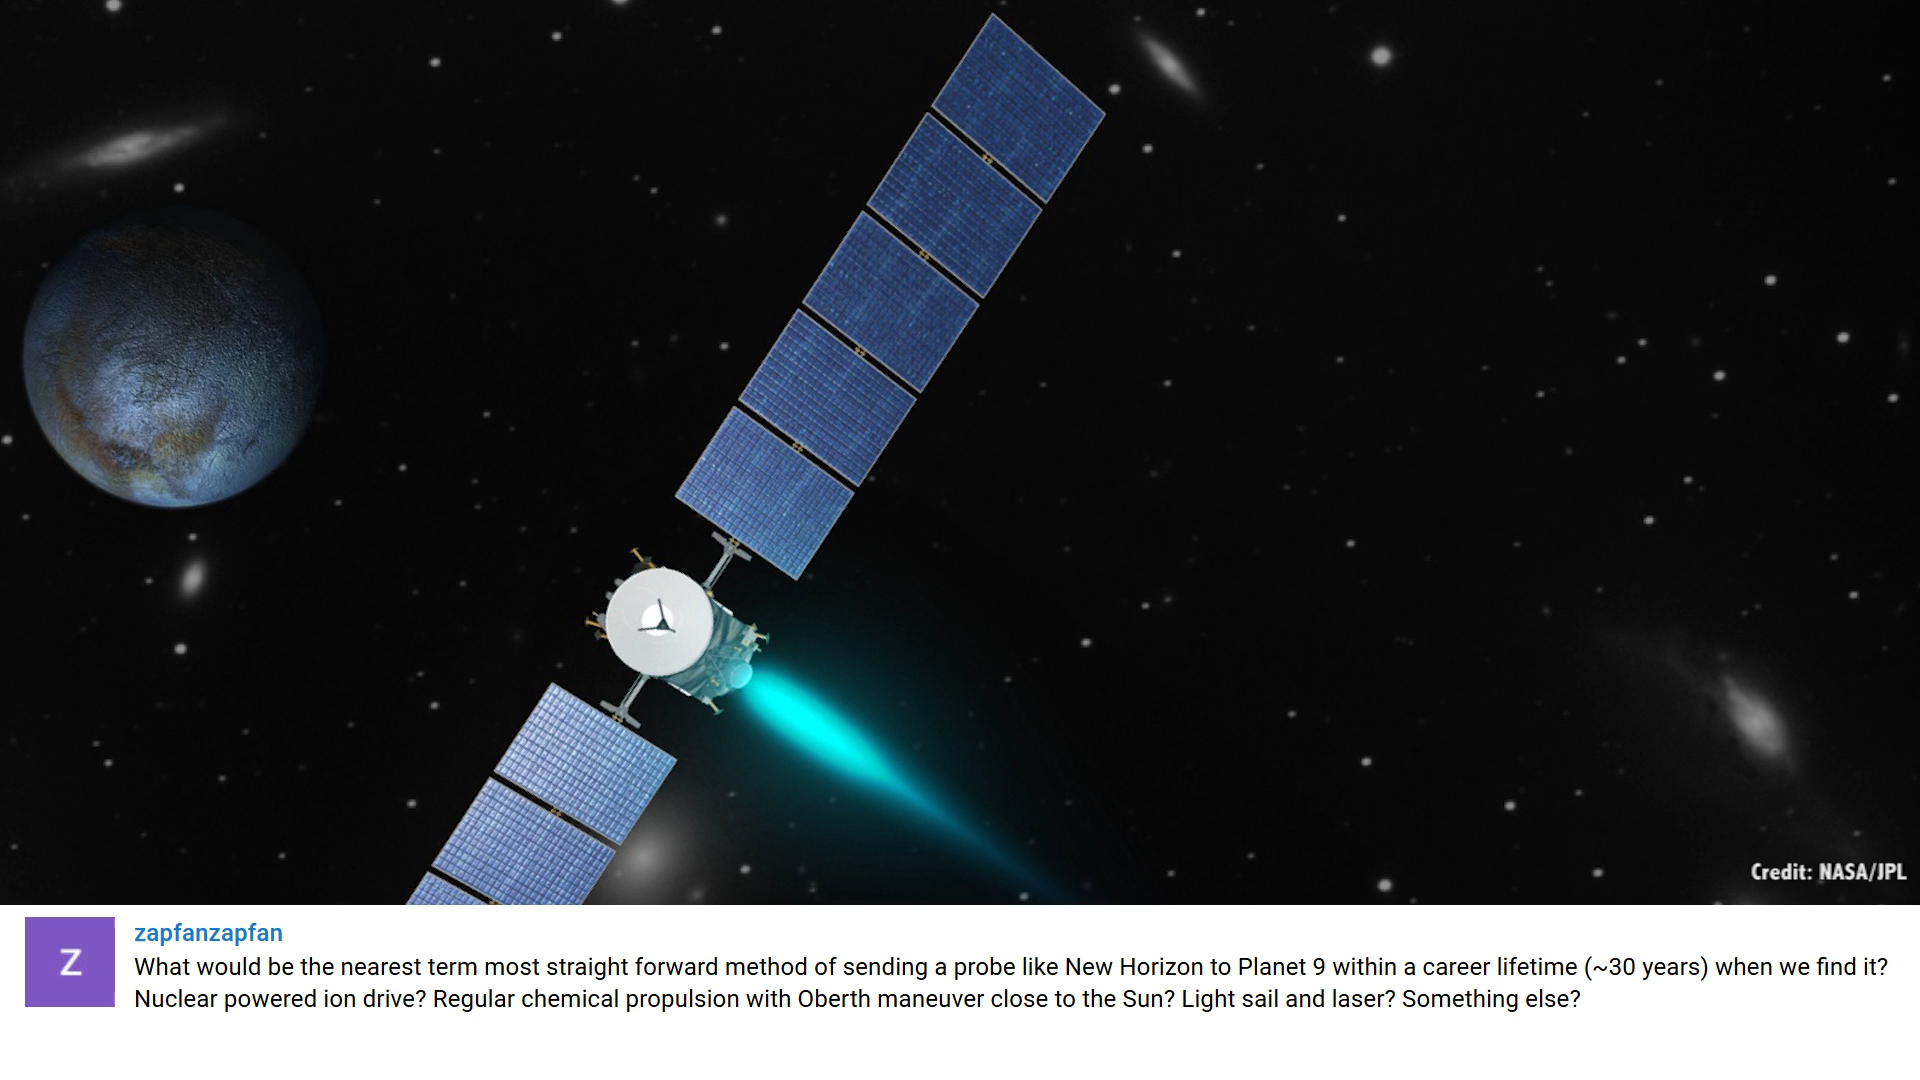 Credit: NASA/JPL
Z
zapfanzapfan
What would be the nearest term most straight forward method of sending a probe like New Horizon to Planet 9 within a career lifetime (~30 years) when we find it?
Nuclear powered ion drive? Regular chemical propulsion with Oberth maneuver close to the Sun? Light sail and laser? Something else?